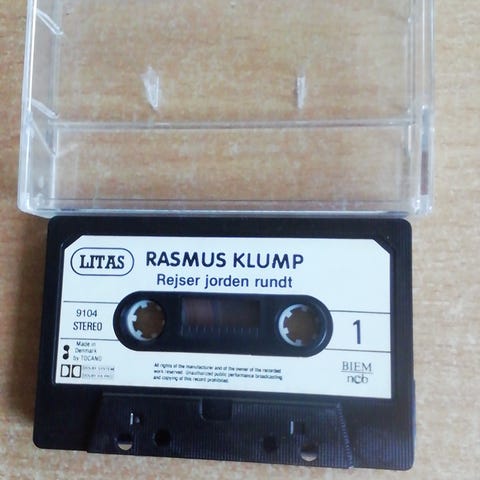 LITAS
RASMUS KLUMP
Rejser jorden rundt
9104
STEREO
1
Made in
Denmark
by TOCANO
DOLBY SYSTEM
All rights of the manufacturer and of the owner of the recorded
work reserved. Unauthorized public performance broadcasting
and copying of this record prohibited.
BIEM
ncb